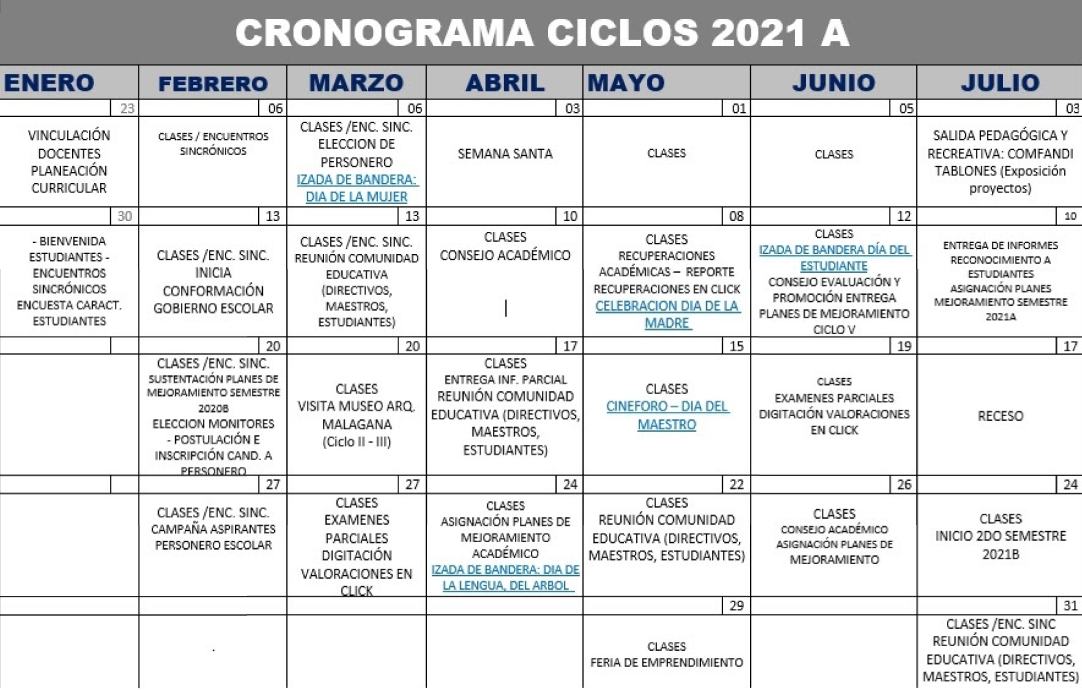 CRONOGRAMA CICLOS 2021 A
ENERO FEBRERO MARZO ABRIL MAYO JUNIO JULIO
23 06 06 03 01 05 03
VINCULACIÓN
DOCENTES
PLANEACIÓN
CURRICULAR
CLASES / ENCUENTROS
SINCRÓNICOS
CLASES /ENC. SINC.
ELECCION DE
PERSONERO
IZADA DE BANDERA:
DIA DE LA MUJER
SEMANA SANTA
CLASES
CLASES
SALIDA PEDAGÓGICA Y
RECREATIVA: COMFANDI
TABLONES (Exposición
proyectos)
30 13 13 10 08 12 10
- BIENVENIDA
ESTUDIANTES -
ENCUENTROS
SINCRÓNICOS
ENCUESTA CARACT.
ESTUDIANTES
CLASES /ENC. SINC.
INICIA
CONFORMACIÓN
GOBIERNO ESCOLAR
CLASES /ENC. SINC.
REUNIÓN COMUNIDAD
EDUCATIVA
(DIRECTIVOS,
MAESTROS,
ESTUDIANTES)
CLASES
CONSEJO ACADÉMICO
CLASES
RECUPERACIONES
ACADÉMICAS – REPORTE
RECUPERACIONES EN CLICK
CELEBRACION DIA DE LA
MADRE
CLASES
IZADA DE BANDERA DÍA DEL
ESTUDIANTE
CONSEJO EVALUACIÓN Y
PROMOCIÓN ENTREGA
PLANES DE MEJORAMIENTO
CICLO V
ENTREGA DE INFORMES
RECONOCIMIENTO A
ESTUDIANTES
ASIGNACIÓN PLANES
MEJORAMIENTO SEMESTRE
2021A
20 20 17 15 19 17
CLASES /ENC. SINC.
SUSTENTACIÓN PLANES DE
MEJORAMIENTO SEMESTRE
2020B
ELECCION MONITORES
- POSTULACIÓN E
INSCRIPCIÓN CAND. A
PERSONERO
CLASES
VISITA MUSEO ARQ.
MALAGANA
(Ciclo II - III)
CLASES
ENTREGA INF. PARCIAL
REUNIÓN COMUNIDAD
EDUCATIVA (DIRECTIVOS,
MAESTROS,
ESTUDIANTES)
CLASES
CINEFORO – DIA DEL
MAESTRO
CLASES
EXAMENES PARCIALES
DIGITACIÓN VALORACIONES
EN CLICK
RECESO
27 27 24 22 26 24
CLASES /ENC. SINC.
CAMPAÑA ASPIRANTES
PERSONERO ESCOLAR
CLASES
EXAMENES
PARCIALES
DIGITACIÓN
VALORACIONES EN
CLICK
CLASES
ASIGNACIÓN PLANES DE
MEJORAMIENTO
ACADÉMICO
IZADA DE BANDERA: DIA DE
LA LENGUA, DEL ARBOL
CLASES
REUNIÓN COMUNIDAD
EDUCATIVA (DIRECTIVOS,
MAESTROS, ESTUDIANTES)
CLASES
CONSEJO ACADÉMICO
ASIGNACIÓN PLANES DE
MEJORAMIENTO
CLASES
INICIO 2DO SEMESTRE
2021B
29 31
.
CLASES
FERIA DE EMPRENDIMIENTO
CLASES /ENC. SINC
REUNIÓN COMUNIDAD
EDUCATIVA (DIRECTIVOS,
MAESTROS, ESTUDIANTES)